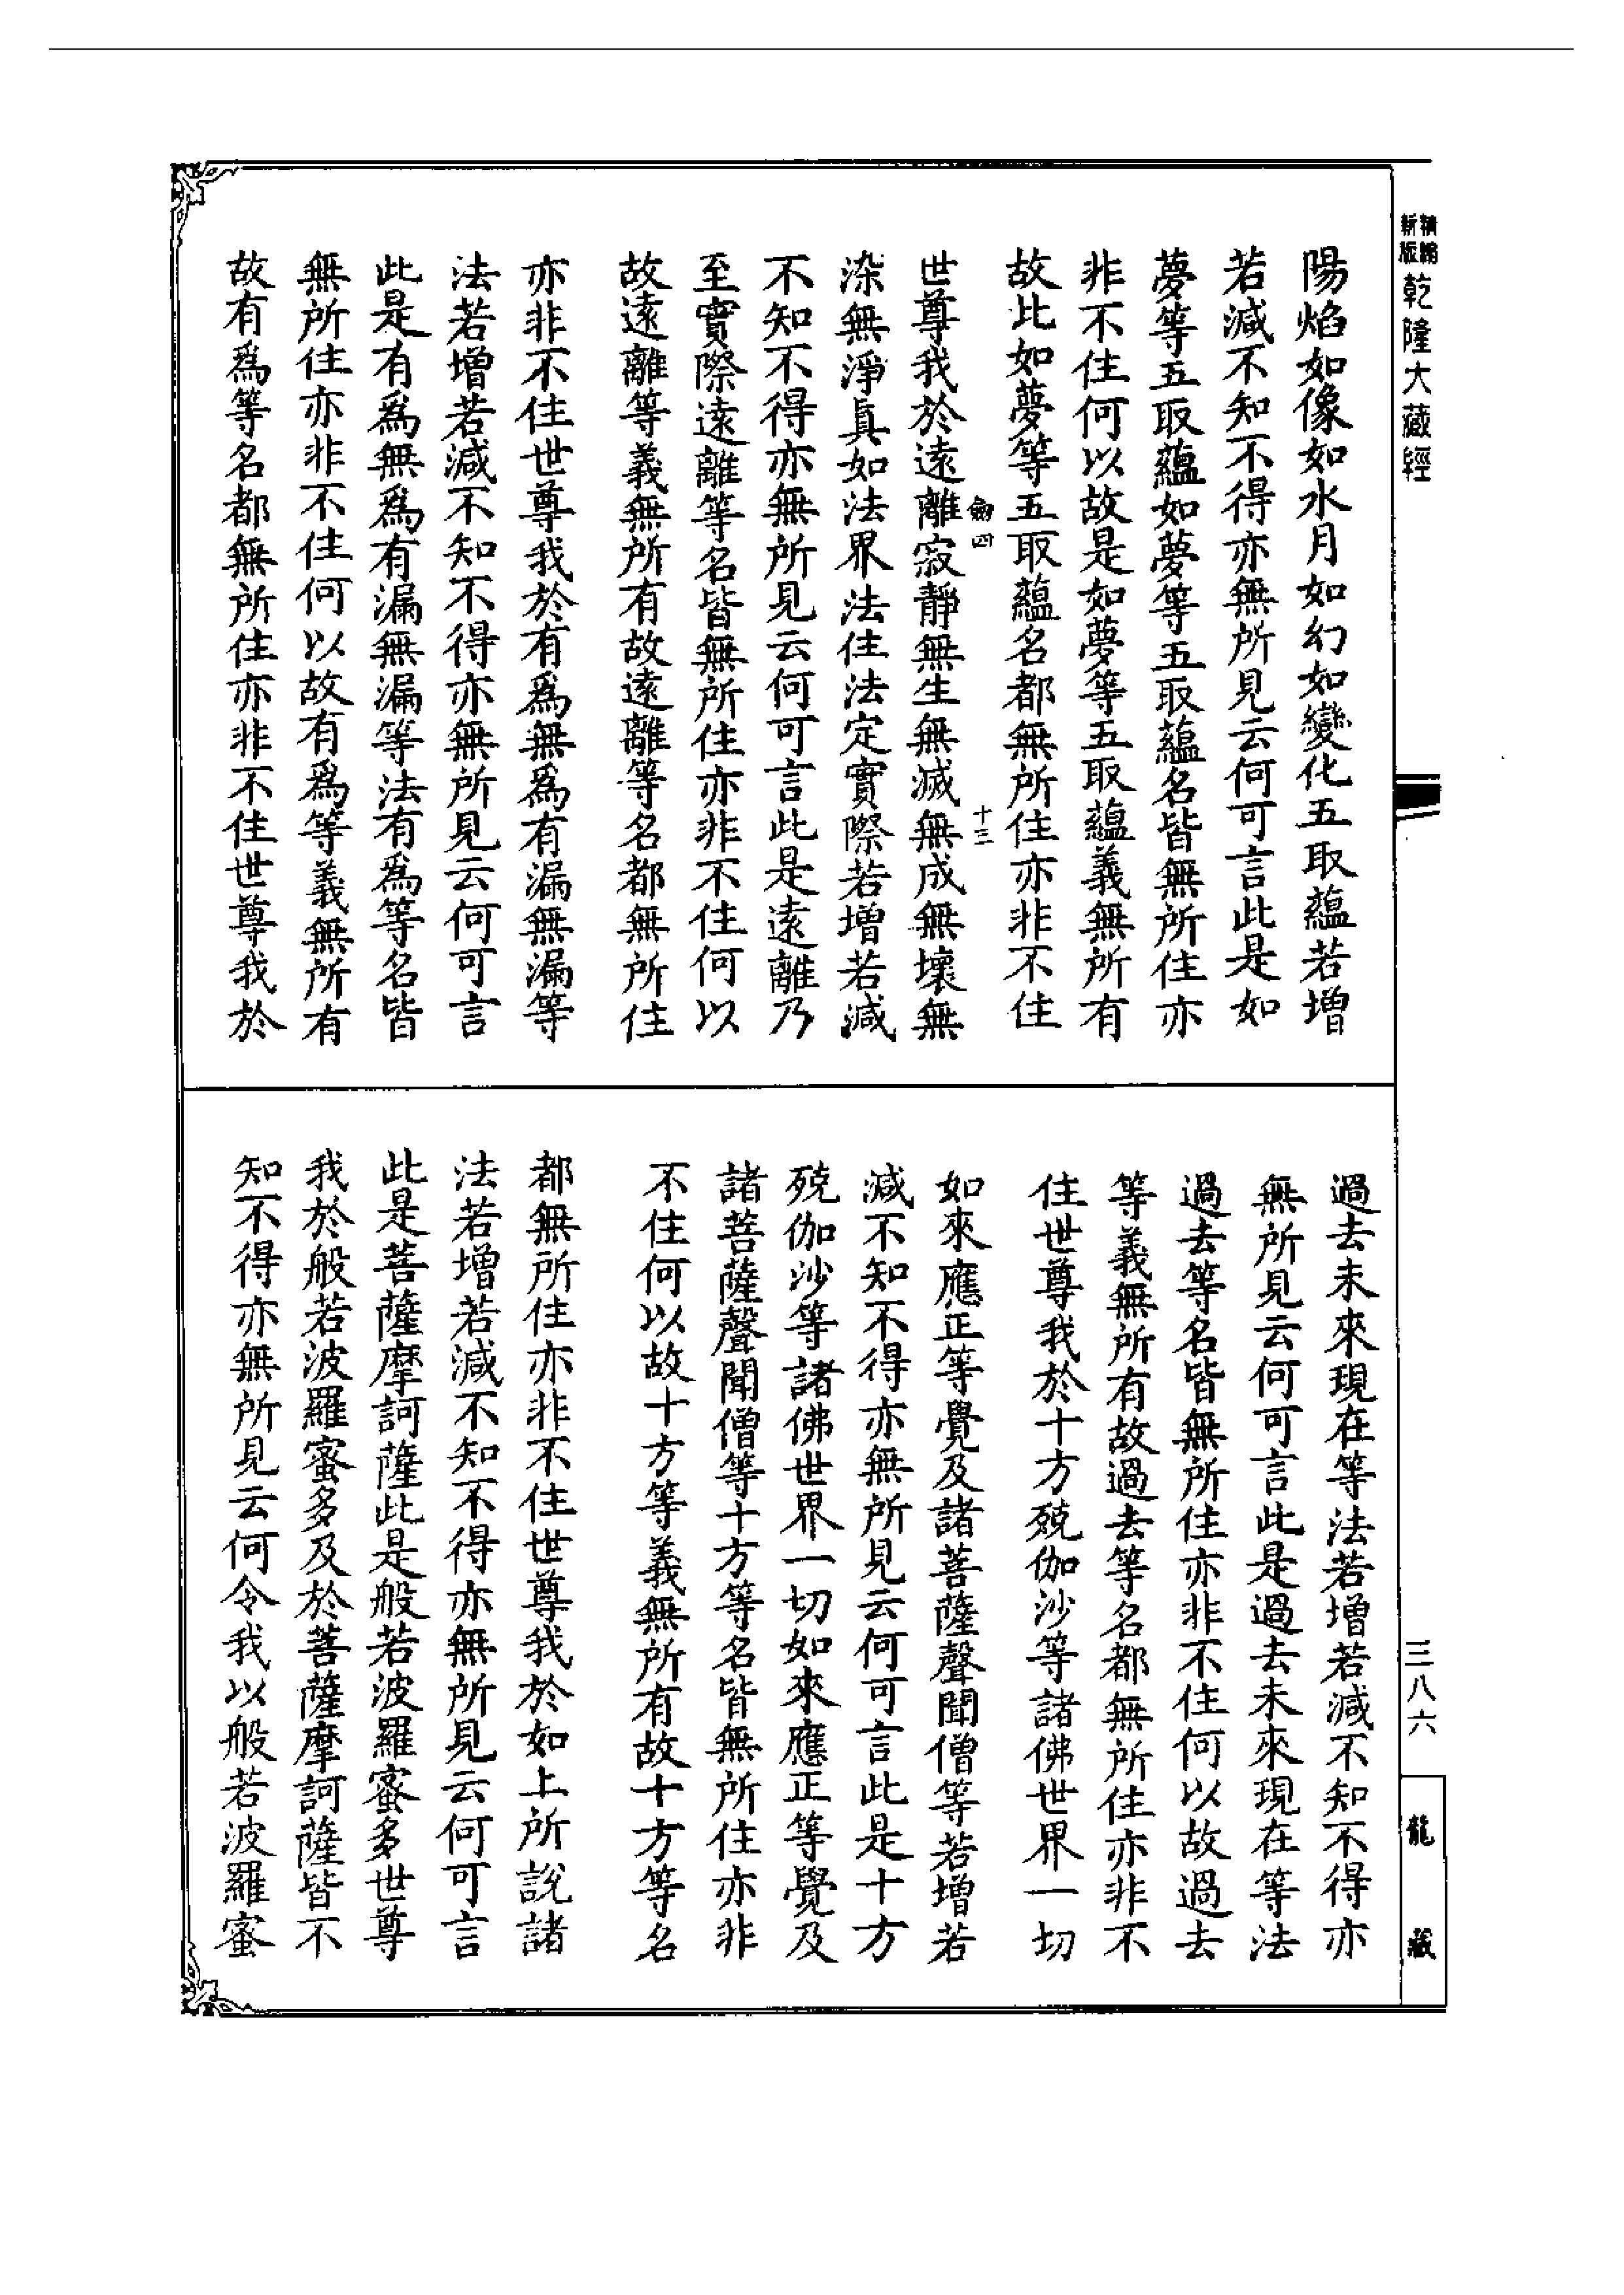 精編
新版
乾隆大藏經
陽焰如像如水月如幻如變化五取蘊若增
若減不知不得亦無所見云何可言此是如
夢等五取蘊如夢等五取蘊名皆無所住亦
非不住何以故是如夢等五取蘊義無所有
故此如夢等五取蘊名都無所住亦非不住
劒四
十三
世尊我於遠離寂靜無生無滅無成無壞無
染無淨真如法界法住法定實際若增若減
不知不得亦無所見云何可言此是遠離乃
至實際遠離等名皆無所住亦非不住何以
故遠離等義無所有故遠離等名都無所住
亦非不住世尊我於有爲無爲有漏無漏等
法若增若減不知不得亦無所見云何可言
此是有爲無爲有漏無漏等法有爲等名皆
無所住亦非不住何以故有爲等義無所有
故有爲等名都無所住亦非不住世尊我於
過去未來現在等法若增若減不知不得亦
無所見云何可言此是過去未來現在等法
過去等名皆無所住亦非不住何以故過去
等義無所有故過去等名都無所住亦非不
住世尊我於十方殑伽沙等諸佛世界一切
如來應正等覺及諸菩薩聲聞僧等若增若
減不知不得亦無所見云何可言此是十方
殑伽沙等諸佛世界一切如來應正等覺及
諸菩薩聲聞僧等十方等名皆無所住亦非
不住何以故十方等義無所有故十方等名
都無所住亦非不住世尊我於如上所說諸
法若增若減不知不得亦無所見云何可言
此是菩薩摩訶薩此是般若波羅蜜多世尊
我於般若波羅蜜多及於菩薩摩訶薩皆不
知不得亦無所見云何令我以般若波羅蜜
三八六
龍藏